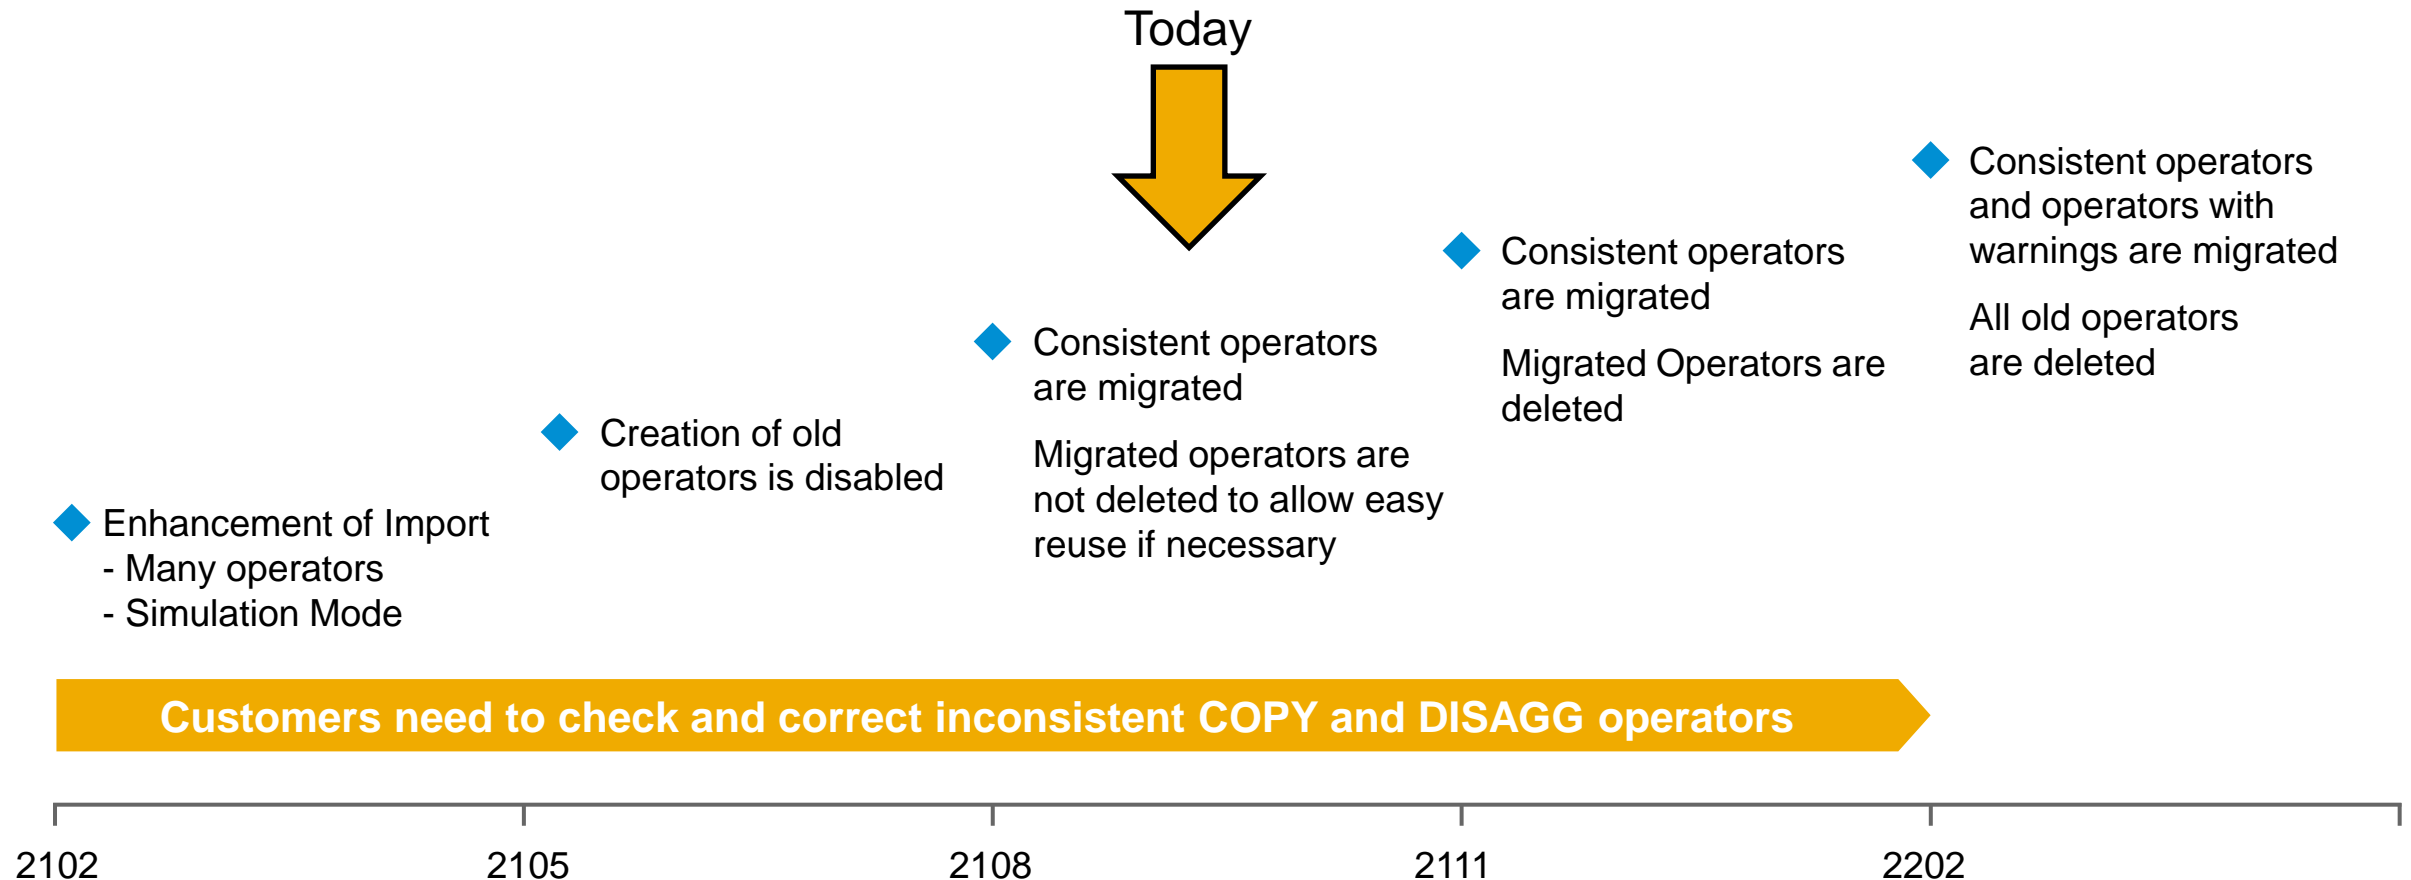 Today
Consistent operators
and operators with
warnings are migrated
All old operators
are deleted
Consistent operators
are migrated
Migrated Operators are
deleted
Consistent operators
are migrated
Migrated operators are
not deleted to allow easy
reuse if necessary
Creation of old
operators is disabled
Enhancement of Import
- Many operators
- Simulation Mode
Customers need to check and correct inconsistent COPY and DISAGG operators
2102
2105
2108
2111
2202